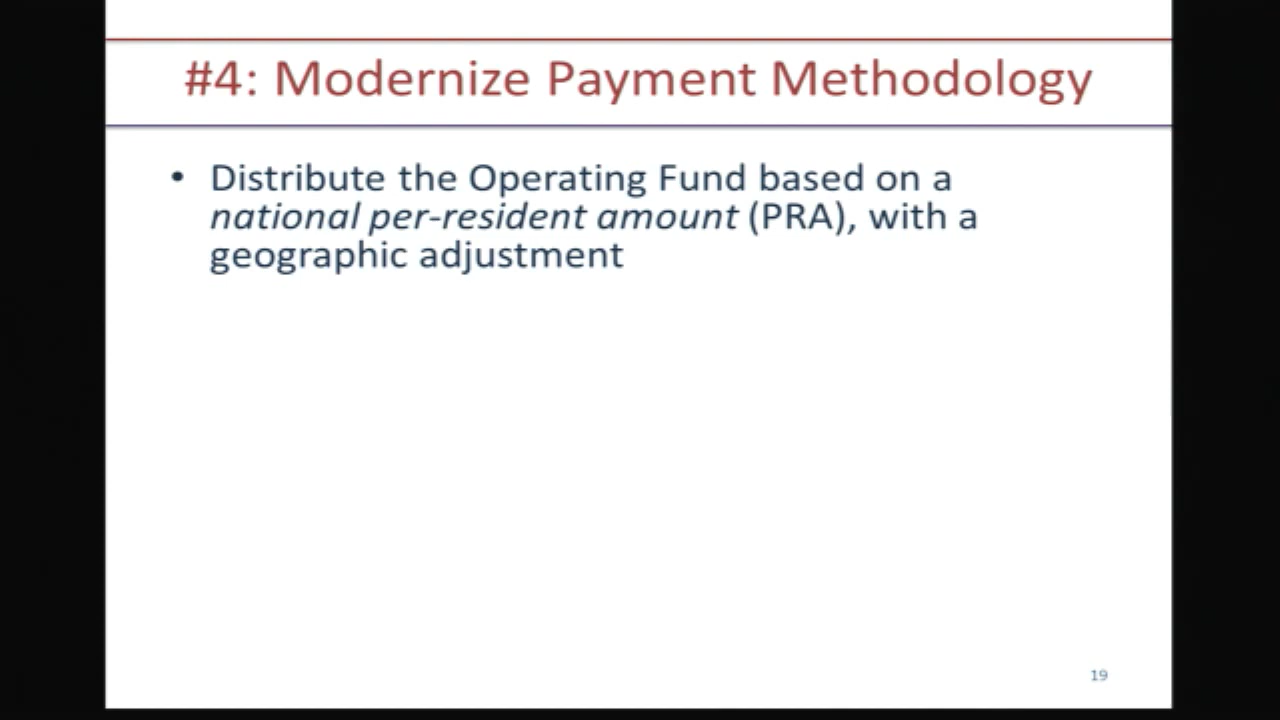 #4: Modernize Payment Methodology
• Distribute the Operating Fund based on a
national per-resident amount (PRA), with a
geographic adjustment
19